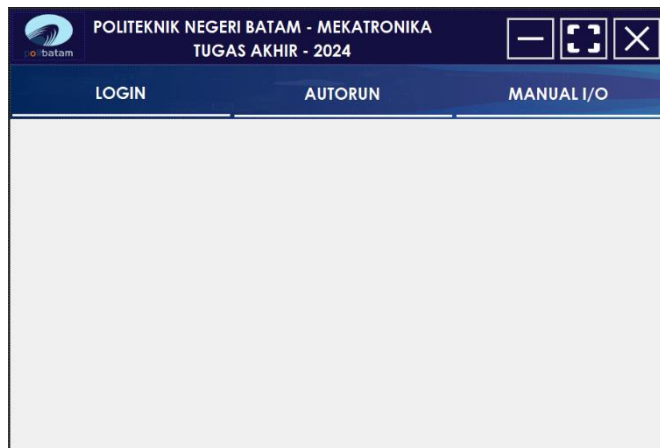 POLITEKNIK NEGERI BATAM - MEKATRONIKA
TUGAS AKHIR - 2024
polibatam
LOGIN AUTORUN MANUAL I/O